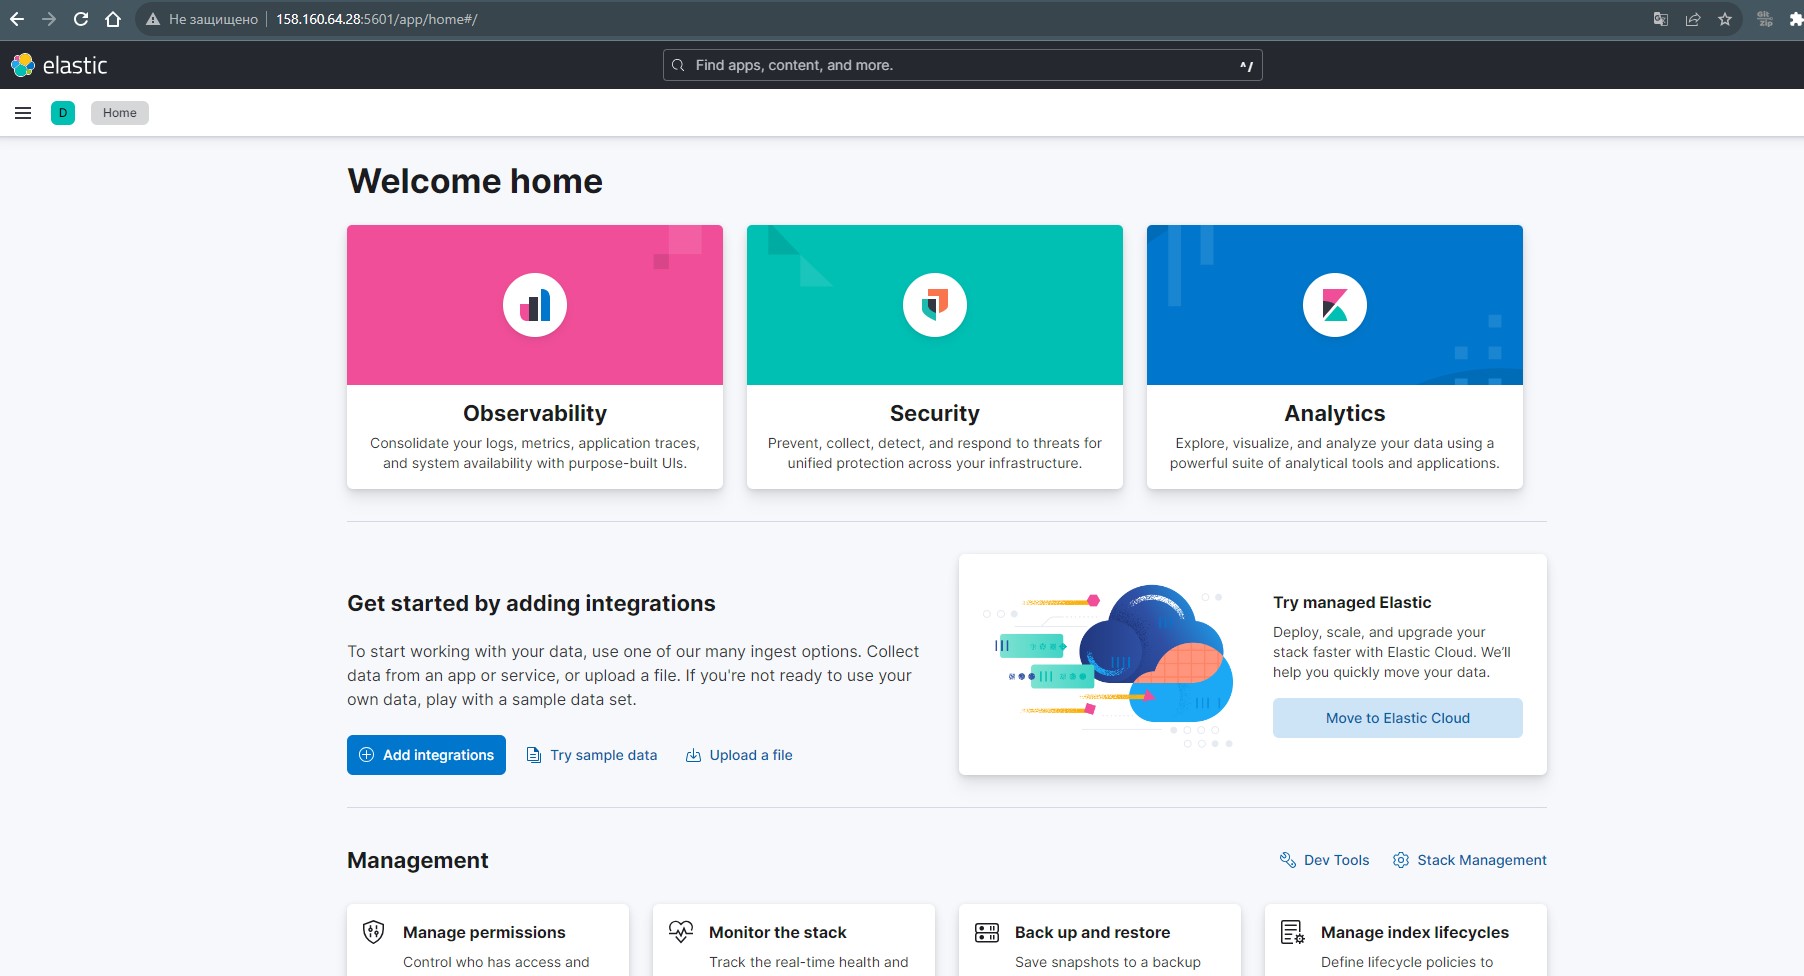 Не защищено 158.160.64.28:5601/app/home#/
elastic
Find apps, content, and more.
^/
D
Home
Welcome home
Observability
Consolidate your logs, metrics, application traces,
and system availability with purpose-built UIs.
Security
Prevent, collect, detect, and respond to threats for
unified protection across your infrastructure.
Analytics
Explore, visualize, and analyze your data using a
powerful suite of analytical tools and applications.
Get started by adding integrations
To start working with your data, use one of our many ingest options. Collect
data from an app or service, or upload a file. If you're not ready to use your
own data, play with a sample data set.
Add integrations
Try sample data
Upload a file
Try managed Elastic
Deploy, scale, and upgrade your
stack faster with Elastic Cloud. We’ll
help you quickly move your data.
Move to Elastic Cloud
Management
Dev Tools
Stack Management
Manage permissions
Control who has access and
Monitor the stack
Track the real-time health and
Back up and restore
Save snapshots to a backup
Manage index lifecycles
Define lifecycle policies to